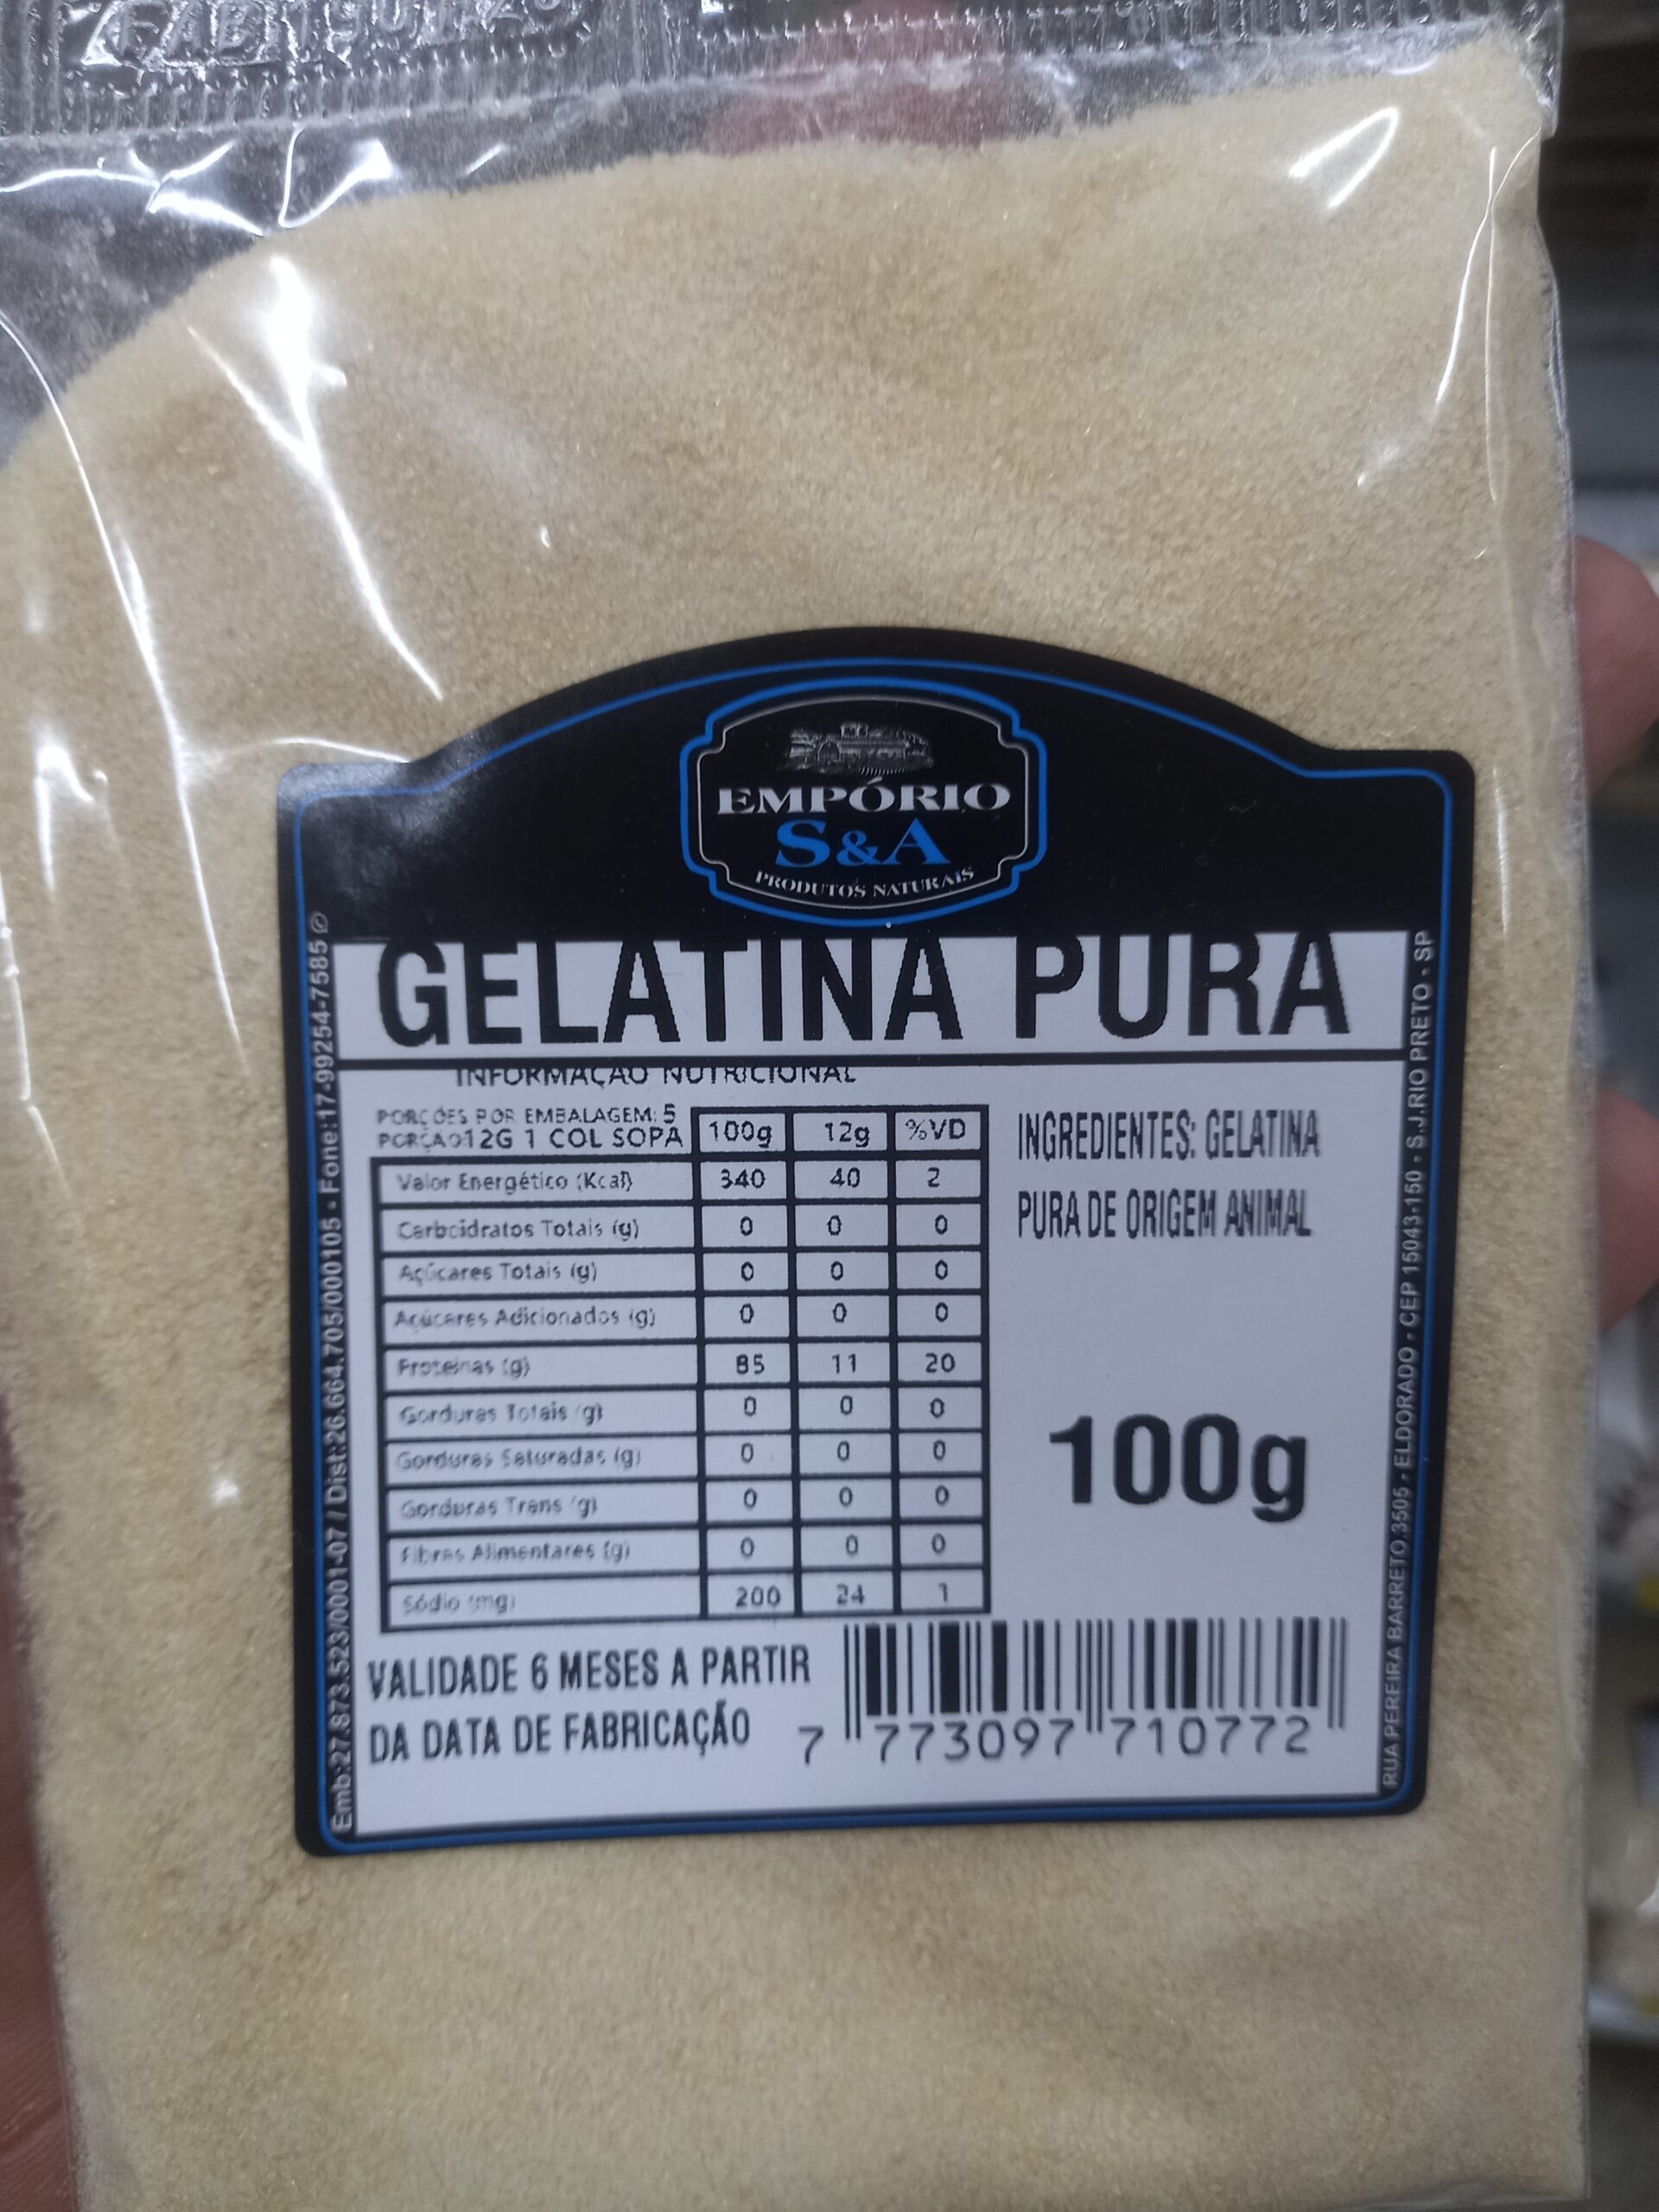 EMPÓRIO
S&A
PRODUTOS NATURAIS
GELATINA PURA
INFORMAÇÃO NUTRICIONAL
PORÇÕES POR EMBALAGEM: 5
PORÇÃO12G 1 COL SOPA 100g 12g %VD
Valor Energético (Kcal) 340 40 2
Carboidratos Totais (g) 0 0 0
Açúcares Totais (g) 0 0 0
Açúcares Adicionados (g) 0 0 0
Proteínas (g) 85 11 20
Gorduras Totais (g) 0 0 0
Gorduras Saturadas (g) 0 0 0
Gorduras Trans (g) 0 0 0
Fibras Alimentares (g) 0 0 0
Sódio (mg) 200 24 1
INGREDIENTES: GELATINA
PURA DE ORIGEM ANIMAL
100g
VALIDADE 6 MESES A PARTIR
DA DATA DE FABRICAÇÃO
7 773097 710772
Emb:27.873.523/0001-07 / Dist:26.664.705/000105 - Fone:17-99254-7585
RUA PEREIRA BARRETO,3505 - ELDORADO - CEP 15043-150 - S.J.RIO PRETO - SP